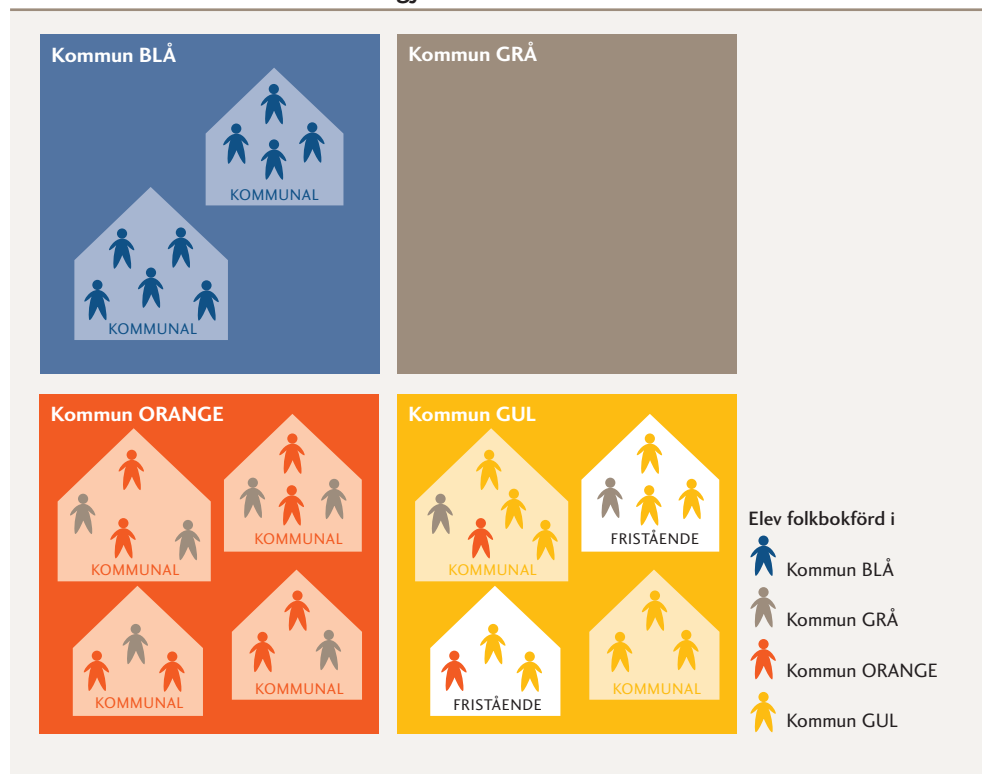 Kommun BLÅ
KOMMUNAL
KOMMUNAL
Kommun GRÅ
Kommun ORANGE
KOMMUNAL
KOMMUNAL
KOMMUNAL
KOMMUNAL
Kommun GUL
KOMMUNAL
FRISTÅENDE
FRISTÅENDE
KOMMUNAL
Elev folkbokförd i
Kommun BLÅ
Kommun GRÅ
Kommun ORANGE
Kommun GUL